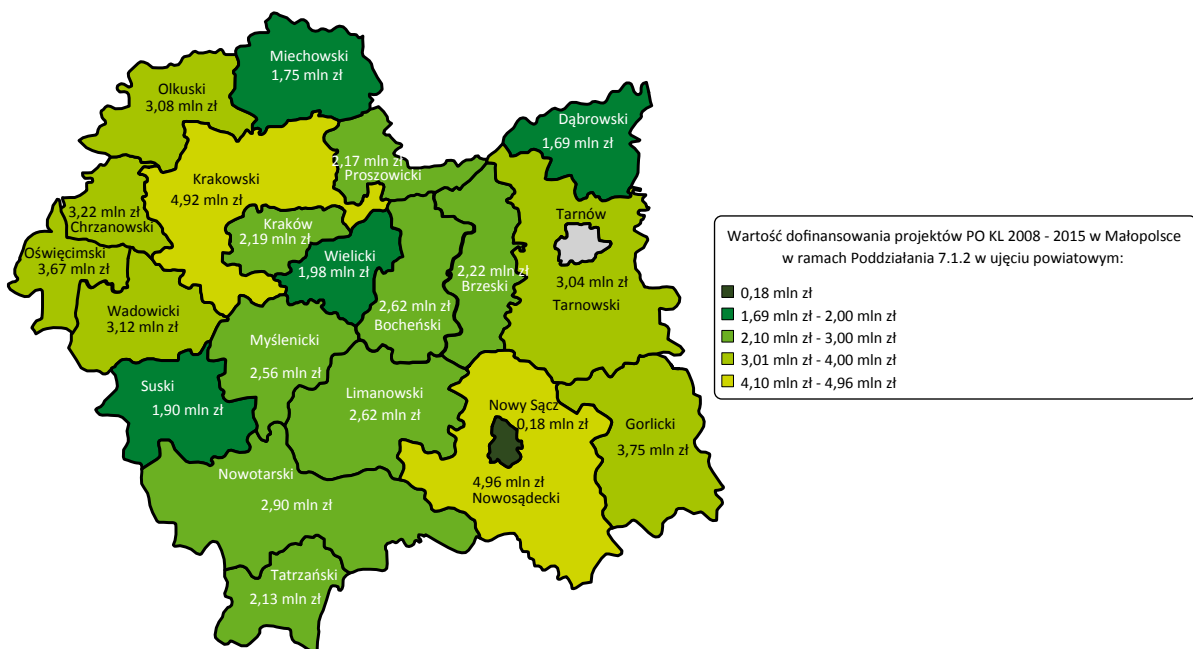 Miechowski
1,75 mln zł
Olkuski
3,08 mln zł
Dąbrowski
1,69 mln zł
2,17 mln zł
Proszowicki
Krakowski
4,92 mln zł
3,22 mln zł
Chrzanowski
Kraków
2,19 mln zł
Tarnów
Oświęcimski
3,67 mln zł
Wielicki
1,98 mln zł
2,22 mln zł
Brzeski
3,04 mln zł
Tarnowski
Wadowicki
3,12 mln zł
2,62 mln zł
Bocheński
Myślenicki
2,56 mln zł
Suski
1,90 mln zł
Limanowski
2,62 mln zł
Nowy Sącz
0,18 mln zł
Gorlicki
3,75 mln zł
Nowotarski
2,90 mln zł
4,96 mln zł
Nowosądecki
Tatrzański
2,13 mln zł
Wartość dofinansowania projektów PO KL 2008 - 2015 w Małopolsce
w ramach Poddziałania 7.1.2 w ujęciu powiatowym:
0,18 mln zł
1,69 mln zł - 2,00 mln zł
2,10 mln zł - 3,00 mln zł
3,01 mln zł - 4,00 mln zł
4,10 mln zł - 4,96 mln zł